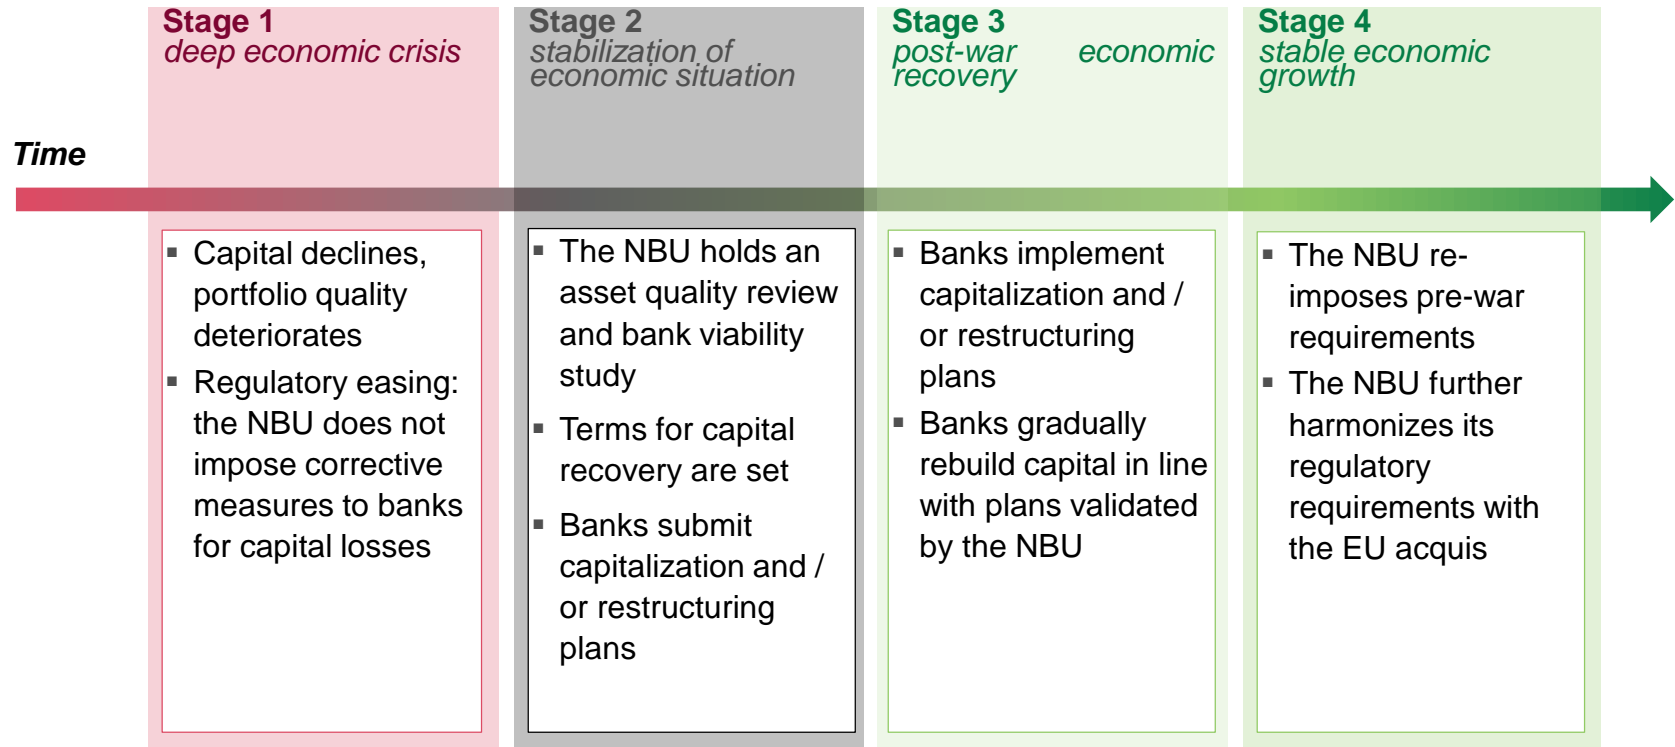 Stage 1
deep economic crisis
Stage 2
stabilization of
economic situation
Stage 3
post-war economic
recovery
Stage 4
stable economic
growth
Time
▪ Capital declines,
portfolio quality
deteriorates
▪ Regulatory easing:
the NBU does not
impose corrective
measures to banks
for capital losses
▪ The NBU holds an
asset quality review
and bank viability
study
▪ Terms for capital
recovery are set
▪ Banks submit
capitalization and /
or restructuring
plans
▪ Banks implement
capitalization and /
or restructuring
plans
▪ Banks gradually
rebuild capital in line
with plans validated
by the NBU
▪ The NBU re-
imposes pre-war
requirements
▪ The NBU further
harmonizes its
regulatory
requirements with
the EU acquis